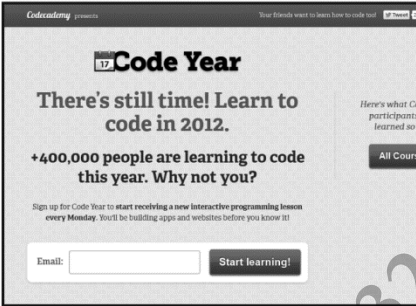 Codecademy presents
Your friends want to learn how to code too!
Tweet
17
Code Year
There's still time! Learn to
code in 2012.
+400,000 people are learning to code
this year. Why not you?
Sign up for Code Year to start receiving a new interactive programming lesson
every Monday. You'll be building apps and websites before you know it!
Email:
Start learning!
Here's what C
participants
learned so
All Cour